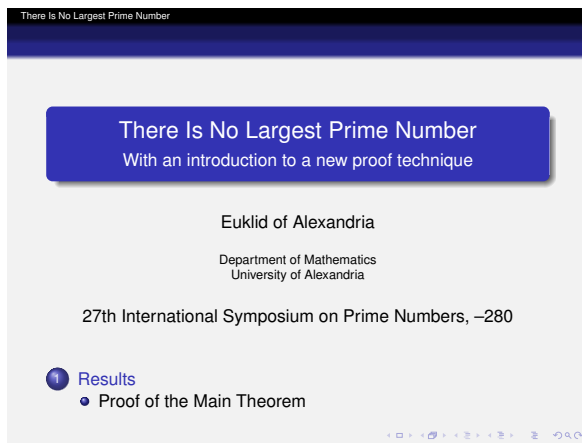 There Is No Largest Prime Number
There Is No Largest Prime Number
With an introduction to a new proof technique
Euklid of Alexandria
Department of Mathematics
University of Alexandria
27th International Symposium on Prime Numbers, –280
1 Results
Proof of the Main Theorem